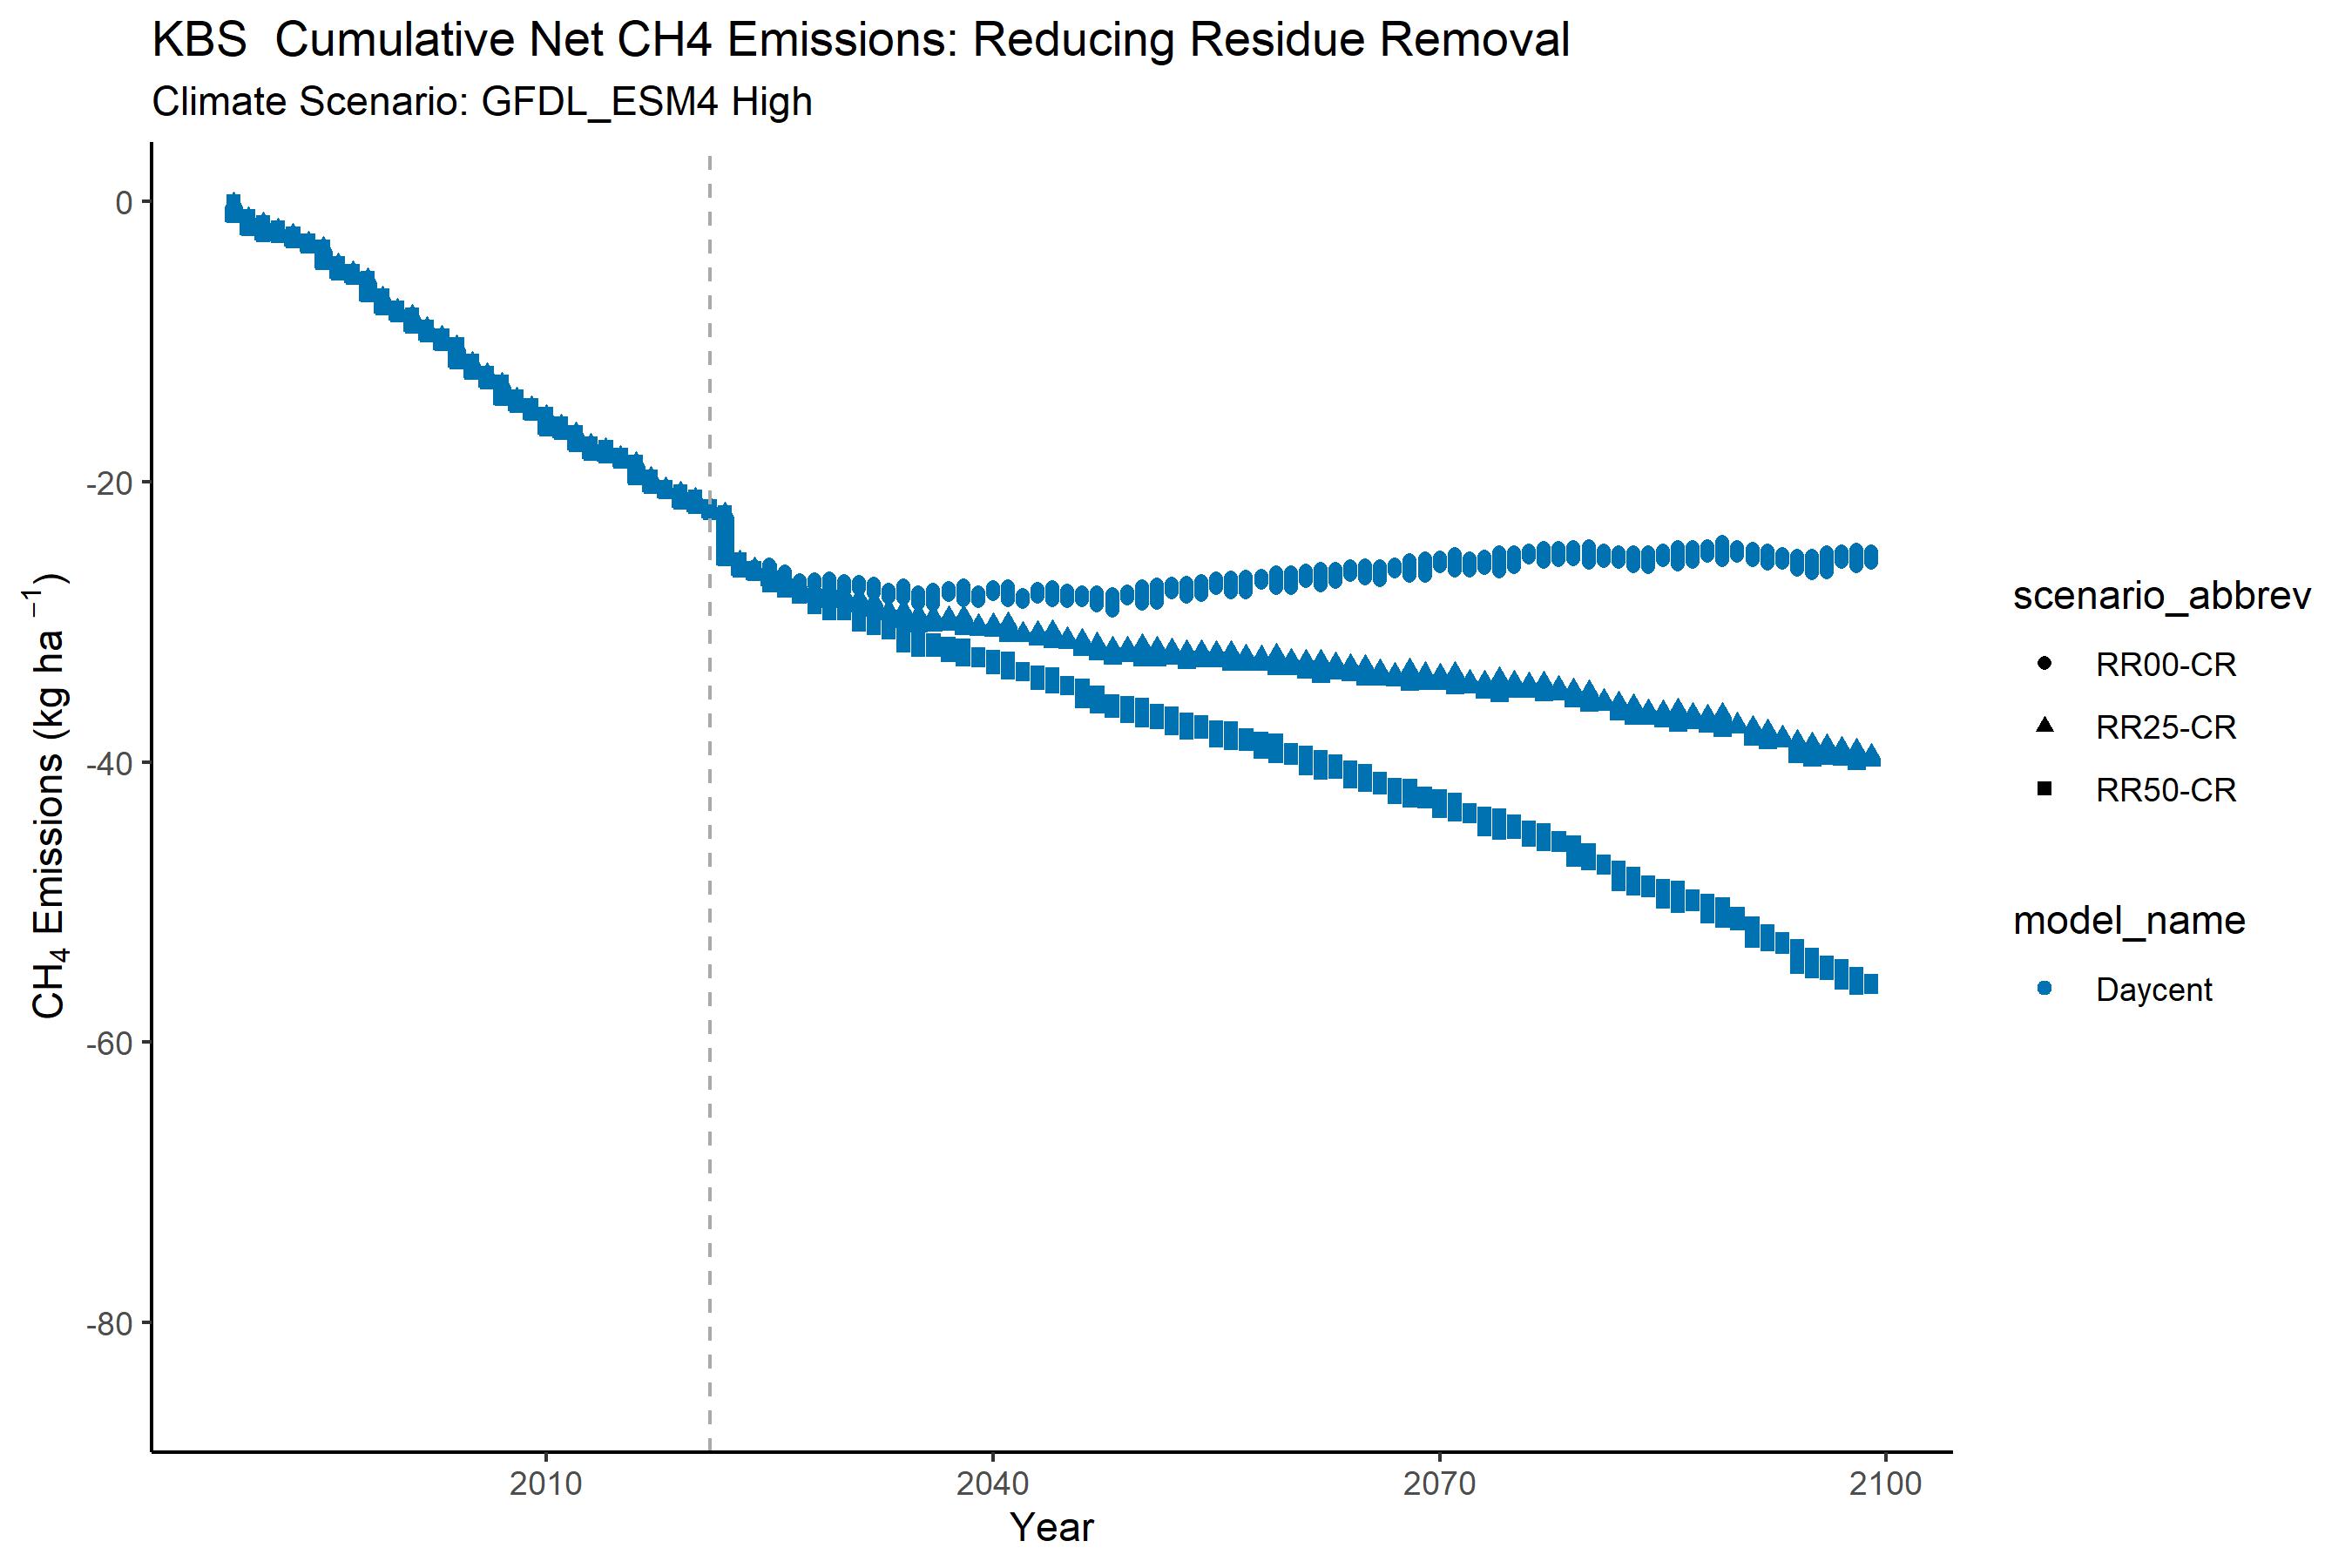 KBS  Cumulative Net CH4 Emissions: Reducing Residue Removal
Climate Scenario: GFDL_ESM4 High
CH₄ Emissions (kg ha ⁻¹)
0
-20
-40
-60
-80
2010
2040
2070
2100
Year
scenario_abbrev
RR00-CR
RR25-CR
RR50-CR
model_name
Daycent